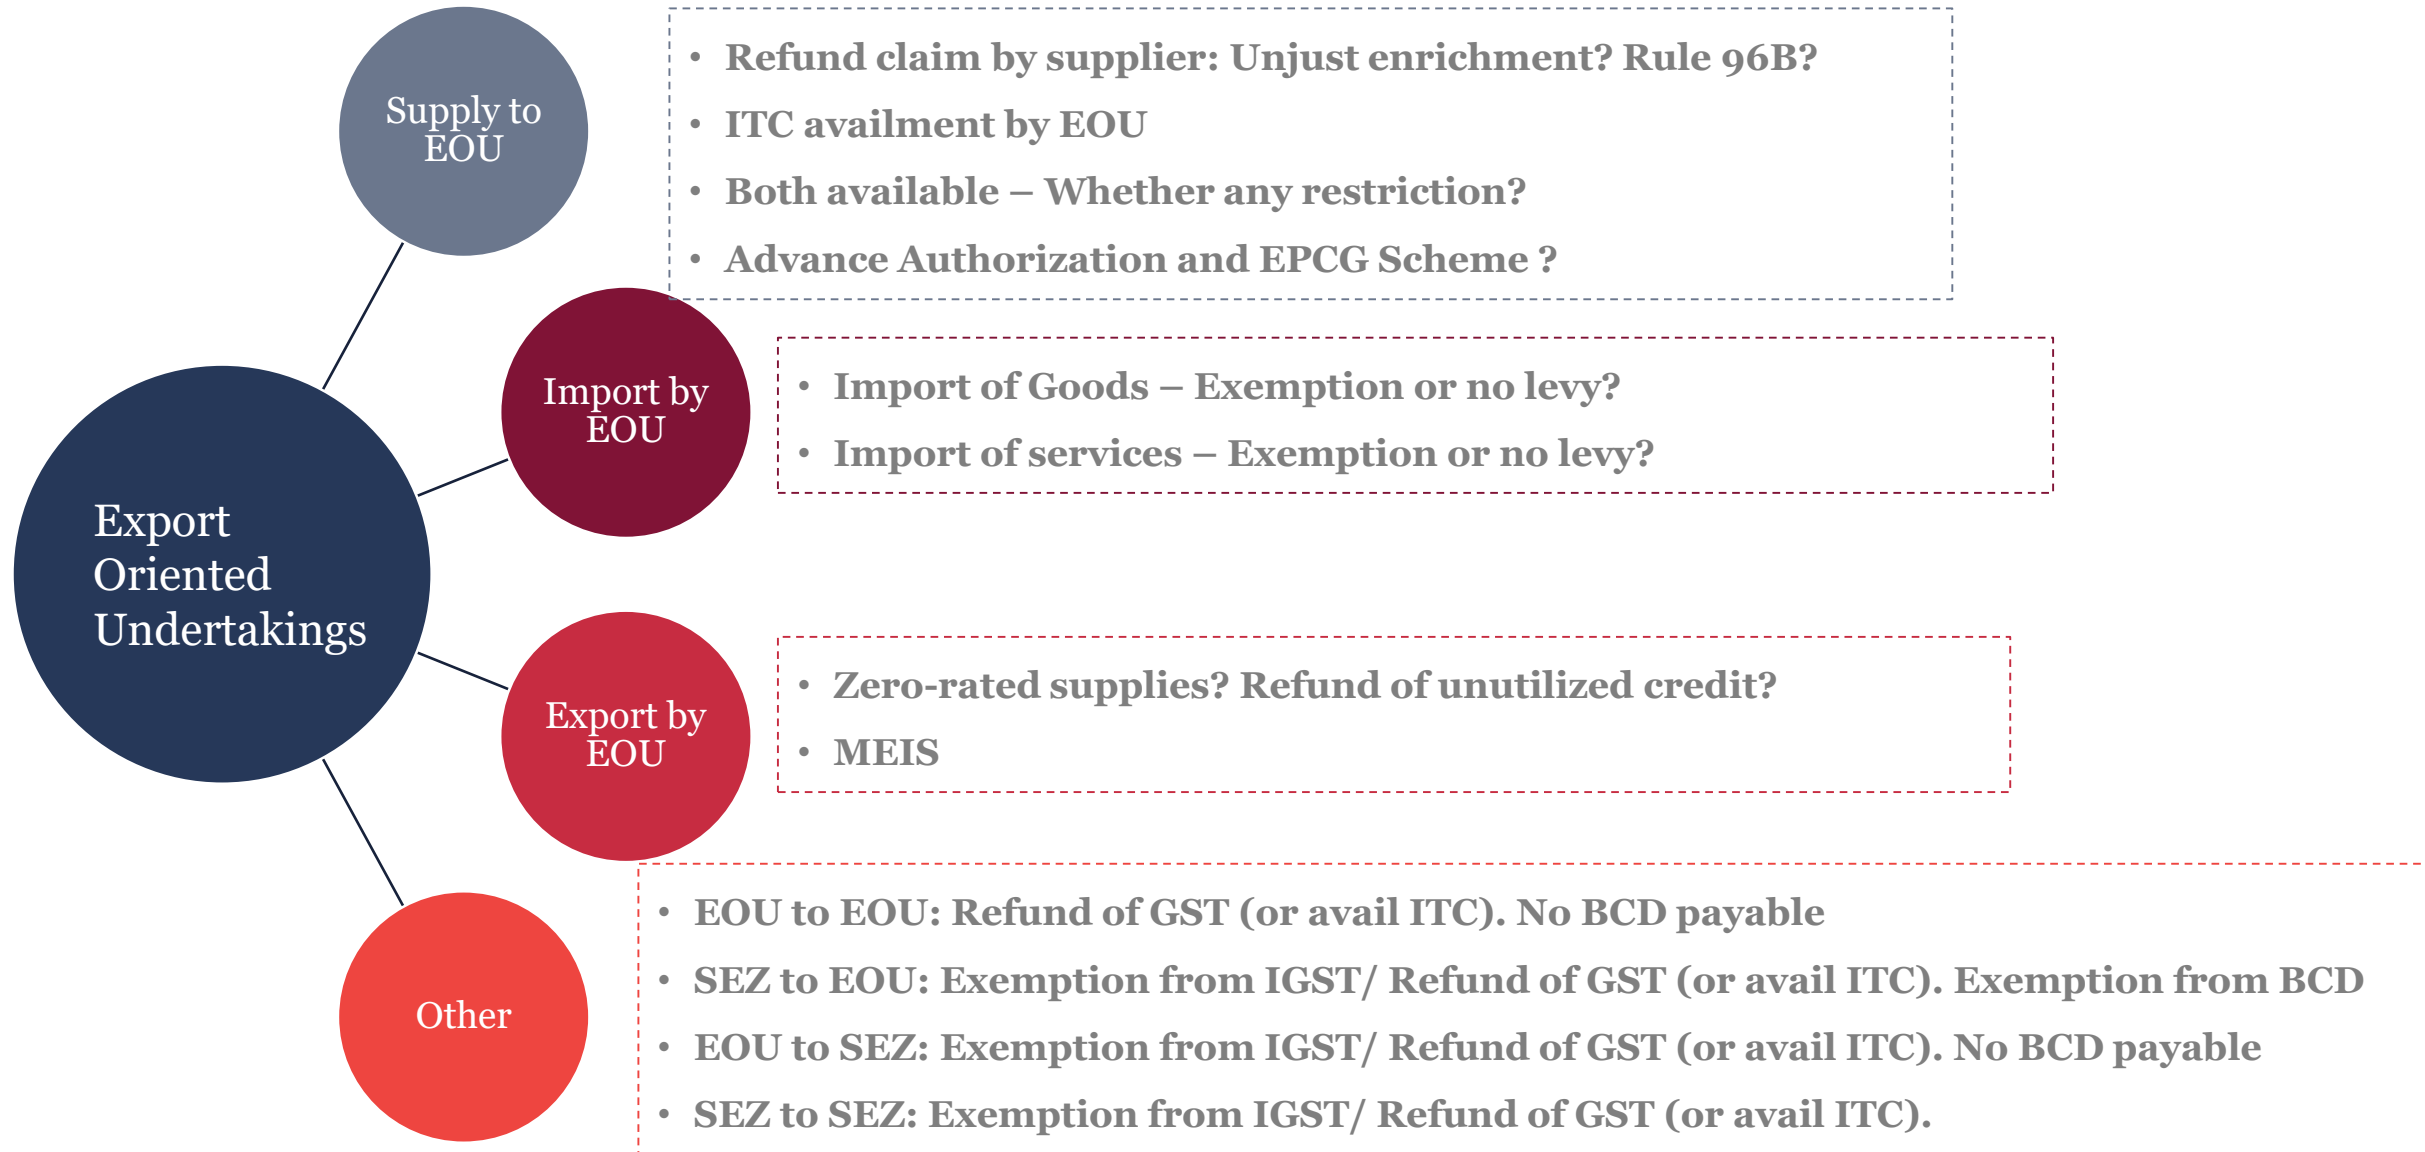 Export
Oriented
Undertakings
Supply to
EOU
• Refund claim by supplier: Unjust enrichment? Rule 96B?
• ITC availment by EOU
• Both available – Whether any restriction?
• Advance Authorization and EPCG Scheme ?
Import by
EOU
• Import of Goods – Exemption or no levy?
• Import of services – Exemption or no levy?
Export by
EOU
• Zero-rated supplies? Refund of unutilized credit?
• MEIS
Other
• EOU to EOU: Refund of GST (or avail ITC). No BCD payable
• SEZ to EOU: Exemption from IGST/ Refund of GST (or avail ITC). Exemption from BCD
• EOU to SEZ: Exemption from IGST/ Refund of GST (or avail ITC). No BCD payable
• SEZ to SEZ: Exemption from IGST/ Refund of GST (or avail ITC).